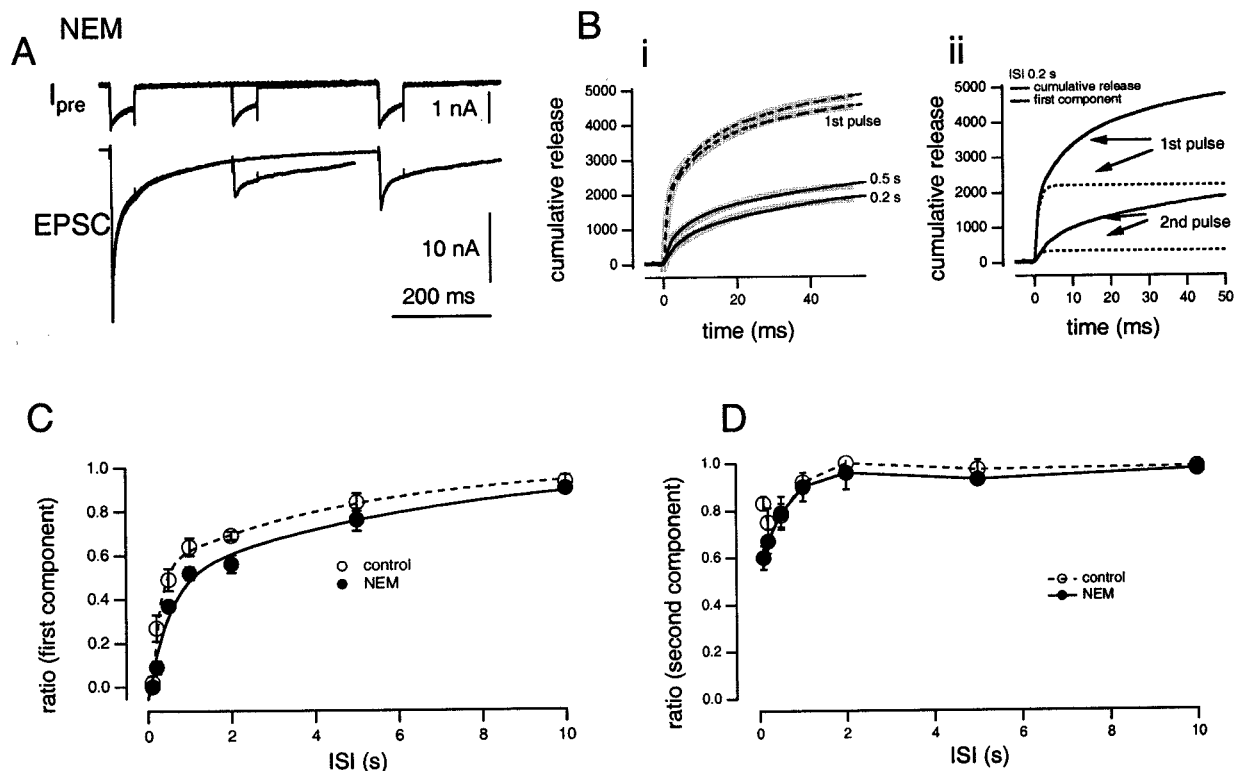 NEM
A
I pre
1 nA
EPSC
10 nA
200 ms
B
i
cumulative release
5000
4000
3000
2000
1000
0
1st pulse
0.5 s
0.2 s
0 20 40
time (ms)
ii
ISI 0.2 s
cumulative release
first component
cumulative release
5000
4000
3000
2000
1000
0
1st pulse
2nd pulse
0 10 20 30 40 50
time (ms)
C
ratio (first component)
1.0
0.8
0.6
0.4
0.2
0.0
control
NEM
0 2 4 6 8 10
ISI (s)
D
ratio (second component)
1.0
0.8
0.6
0.4
0.2
0.0
control
NEM
0 2 4 6 8 10
ISI (s)